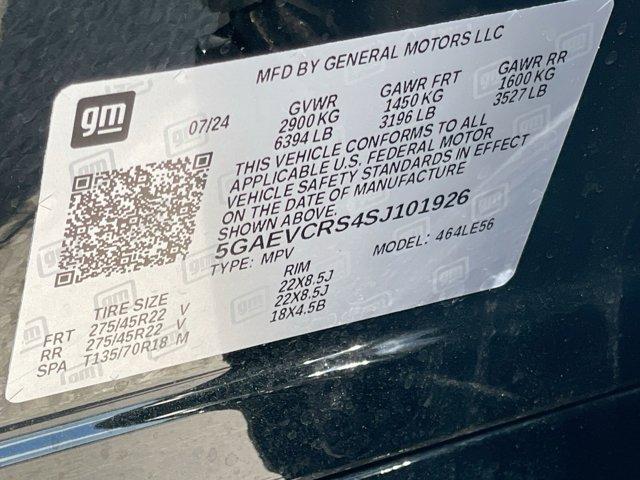 MFD BY GENERAL MOTORS LLC
gm
07/24
GVWR
2900 KG
6394 LB
GAWR FRT
1450 KG
3196 LB
GAWR RR
1600 KG
3527 LB
THIS VEHICLE CONFORMS TO ALL
APPLICABLE U.S. FEDERAL MOTOR
VEHICLE SAFETY STANDARDS IN EFFECT
ON THE DATE OF MANUFACTURE
SHOWN ABOVE.
5GAEVCRS4SJ101926
TYPE: MPV
MODEL: 464LE56
TIRE SIZE
RIM
FRT 275/45R22 V 22X8.5J
RR 275/45R22 V 22X8.5J
SPA T135/70R18 M 18X4.5B